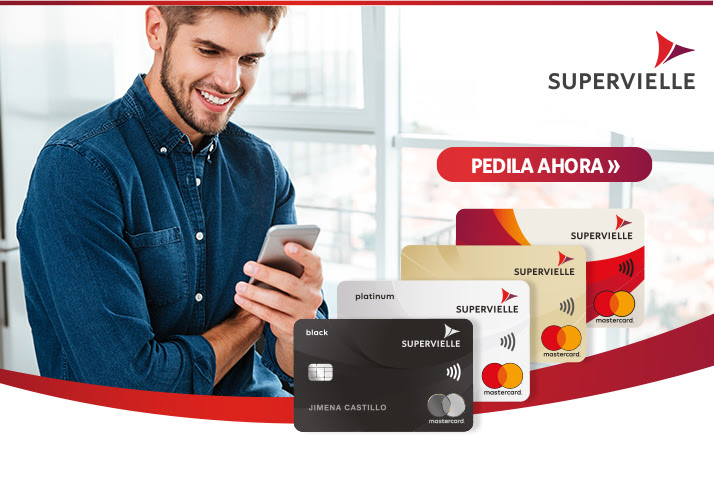 SUPERVIELLE
PEDILA AHORA »
SUPERVIELLE
mastercard.
SUPERVIELLE
mastercard.
platinum
SUPERVIELLE
mastercard.
black
SUPERVIELLE
JIMENA CASTILLO
mastercard.